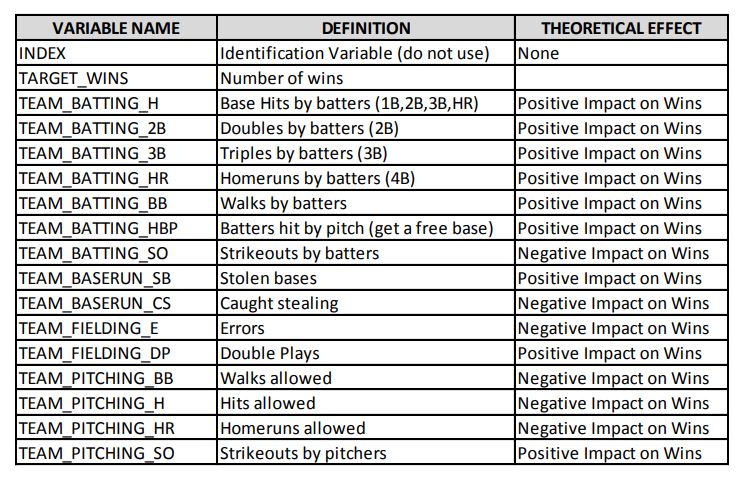 VARIABLE NAME DEFINITION THEORETICAL EFFECT
INDEX Identification Variable (do not use) None
TARGET_WINS Number of wins
TEAM_BATTING_H Base Hits by batters (1B,2B,3B,HR) Positive Impact on Wins
TEAM_BATTING_2B Doubles by batters (2B) Positive Impact on Wins
TEAM_BATTING_3B Triples by batters (3B) Positive Impact on Wins
TEAM_BATTING_HR Homeruns by batters (4B) Positive Impact on Wins
TEAM_BATTING_BB Walks by batters Positive Impact on Wins
TEAM_BATTING_HBP Batters hit by pitch (get a free base) Positive Impact on Wins
TEAM_BATTING_SO Strikeouts by batters Negative Impact on Wins
TEAM_BASERUN_SB Stolen bases Positive Impact on Wins
TEAM_BASERUN_CS Caught stealing Negative Impact on Wins
TEAM_FIELDING_E Errors Negative Impact on Wins
TEAM_FIELDING_DP Double Plays Positive Impact on Wins
TEAM_PITCHING_BB Walks allowed Negative Impact on Wins
TEAM_PITCHING_H Hits allowed Negative Impact on Wins
TEAM_PITCHING_HR Homeruns allowed Negative Impact on Wins
TEAM_PITCHING_SO Strikeouts by pitchers Positive Impact on Wins